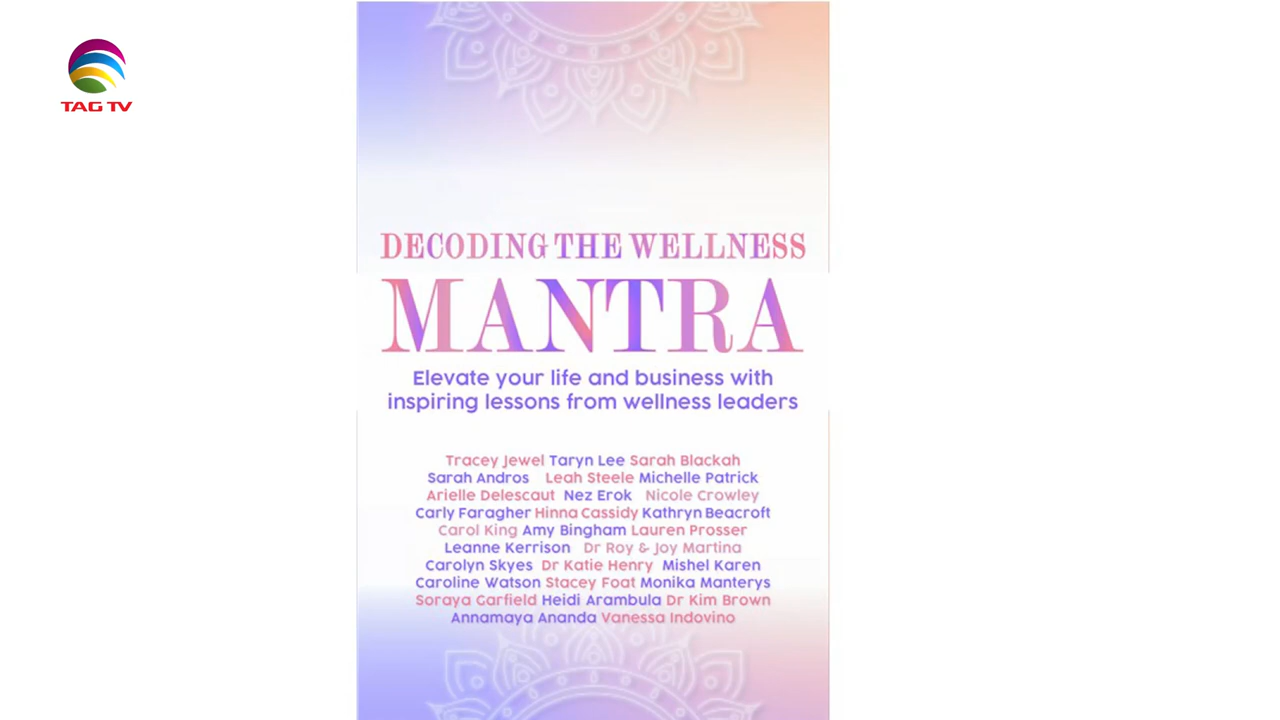 TAG TV
DECODING THE WELLNESS
MANTRA
Elevate your life and business with
inspiring lessons from wellness leaders
Tracey Jewel Taryn Lee Sarah Blackah
Sarah Andros Leah Steele Michelle Patrick
Arielle Delescaut Nez Erok Nicole Crowley
Carly Faragher Hinna Cassidy Kathryn Beacroft
Carol King Amy Bingham Lauren Prosser
Leanne Kerrison Dr Roy & Joy Martina
Carolyn Skyes Dr Katie Henry Mishel Karen
Caroline Watson Stacey Foat Monika Manterys
Soraya Garfield Heidi Arambula Dr Kim Brown
Annamaya Ananda Vanessa Indovino